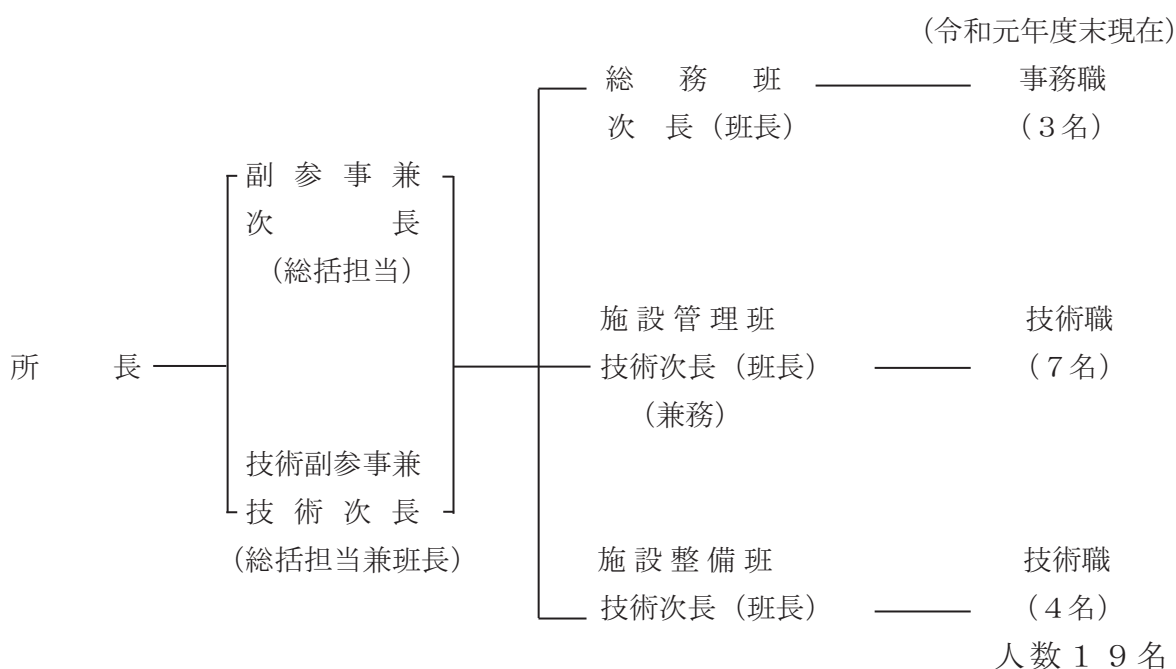 (令和元年度末現在)
所長
副参事兼
次長
(総括担当)
技術副参事兼
技術次長
(総括担当兼班長)
総務班
次長(班長)
事務職
(3名)
施設管理班
技術次長(班長)
(兼務)
技術職
(7名)
施設整備班
技術次長(班長)
技術職
(4名)
人数19名